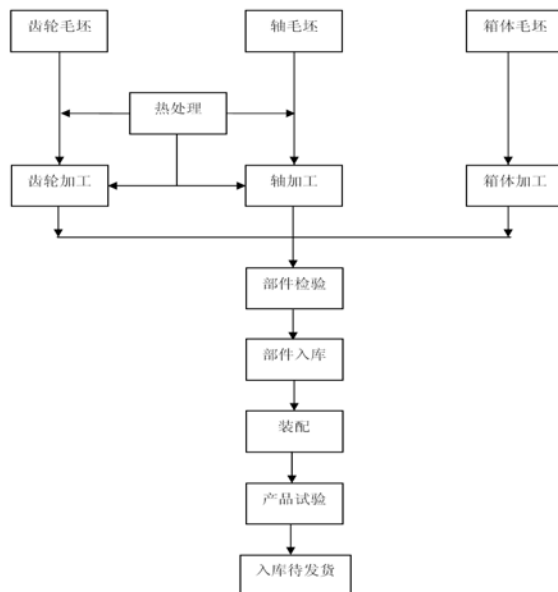 齿轮毛坯
轴毛坯
箱体毛坯
热处理
齿轮加工
轴加工
箱体加工
部件检验
部件入库
装配
产品试验
入库待发货